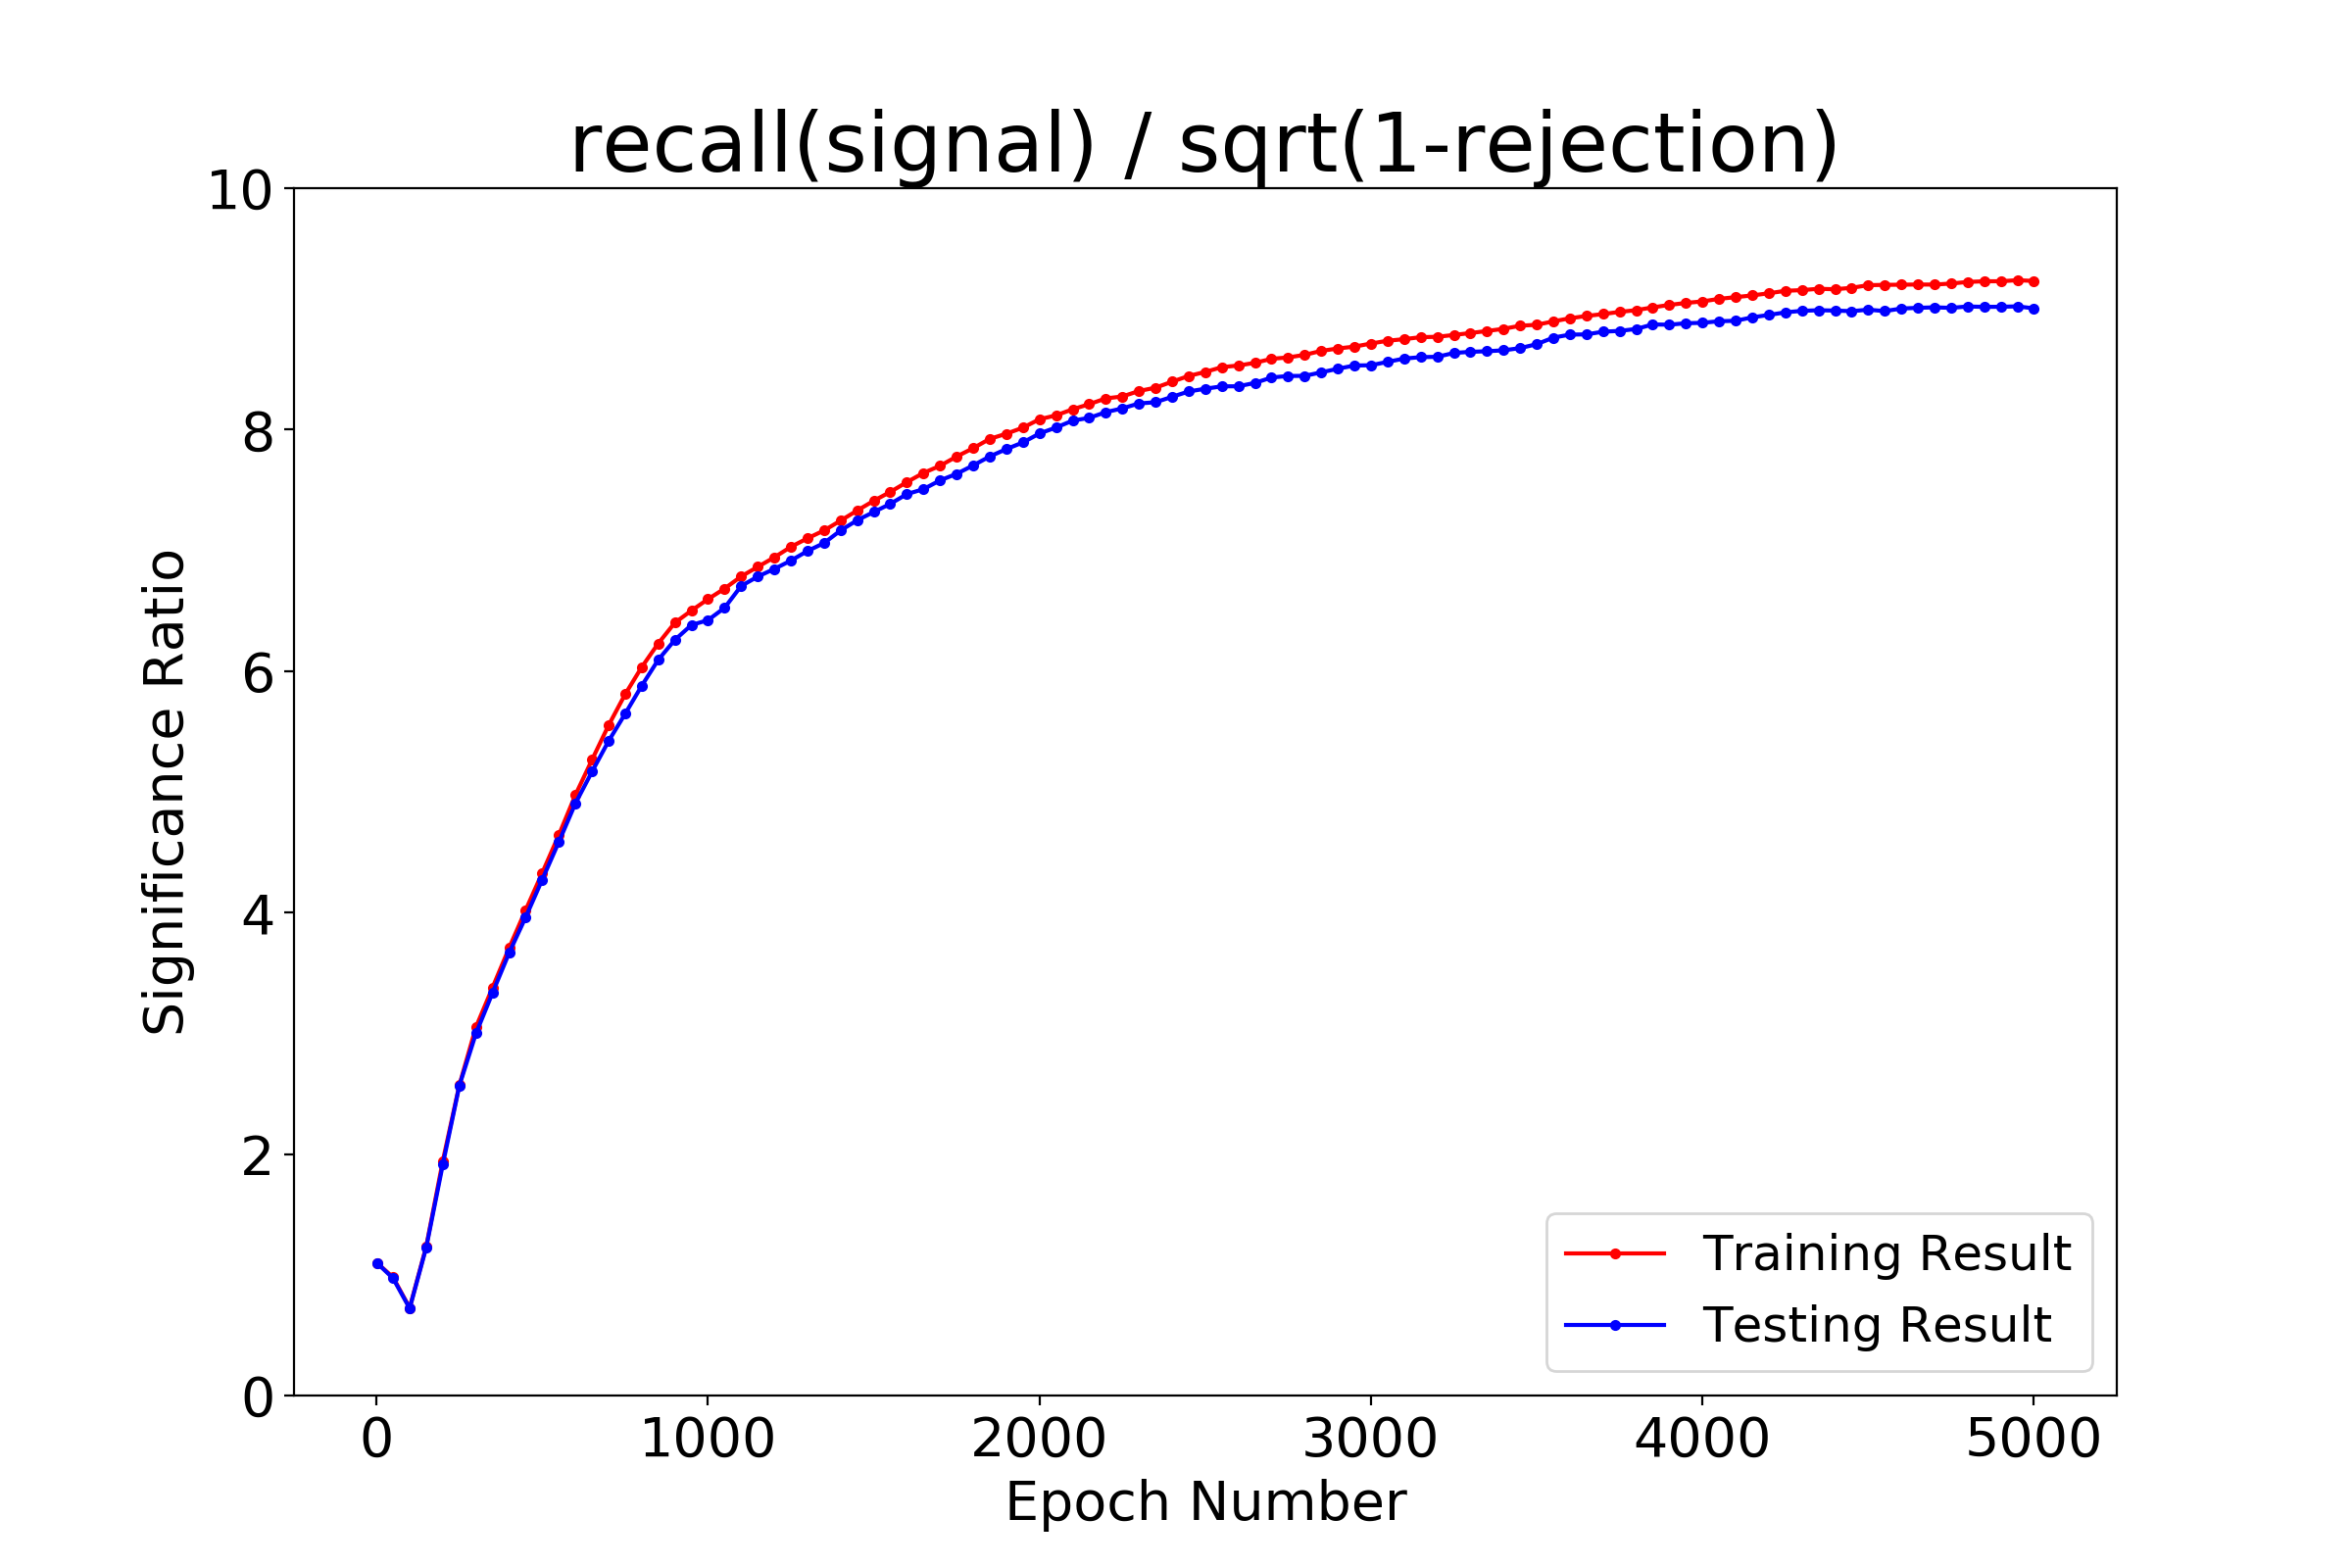 recall(signal) / sqrt(1-rejection)
10
8
6
4
2
0
Significance Ratio
0 1000 2000 3000 4000 5000
Epoch Number
Training Result
Testing Result